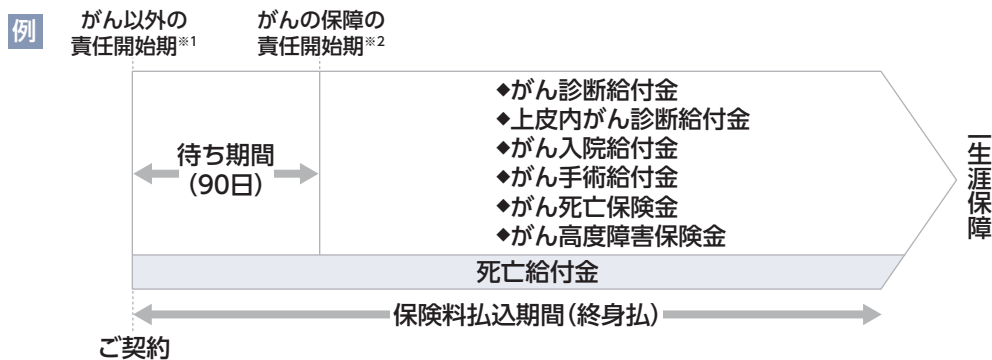 例
がん以外の
責任開始期※1
がんの保障の
責任開始期※2
待ち期間
(90日)
◆がん診断給付金
◆上皮内がん診断給付金
◆がん入院給付金
◆がん手術給付金
◆がん死亡保険金
◆がん高度障害保険金
一生涯保障
死亡給付金
保険料払込期間(終身払)
ご契約